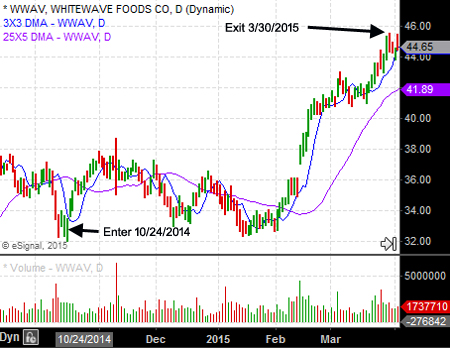 * WWAV, WHITEWAVE FOODS CO, D (Dynamic)
3X3 DMA - WWAV, D
25X5 DMA - WWAV, D
Exit 3/30/2015
46.00
44.65
44.00
41.89
40.00
38.00
36.00
34.00
32.00
Enter 10/24/2014
© eSignal, 2015
* Volume - WWAV, D
5000000
1737710
-276842
Dyn
10/24/2014
Dec
2015
Feb
Mar